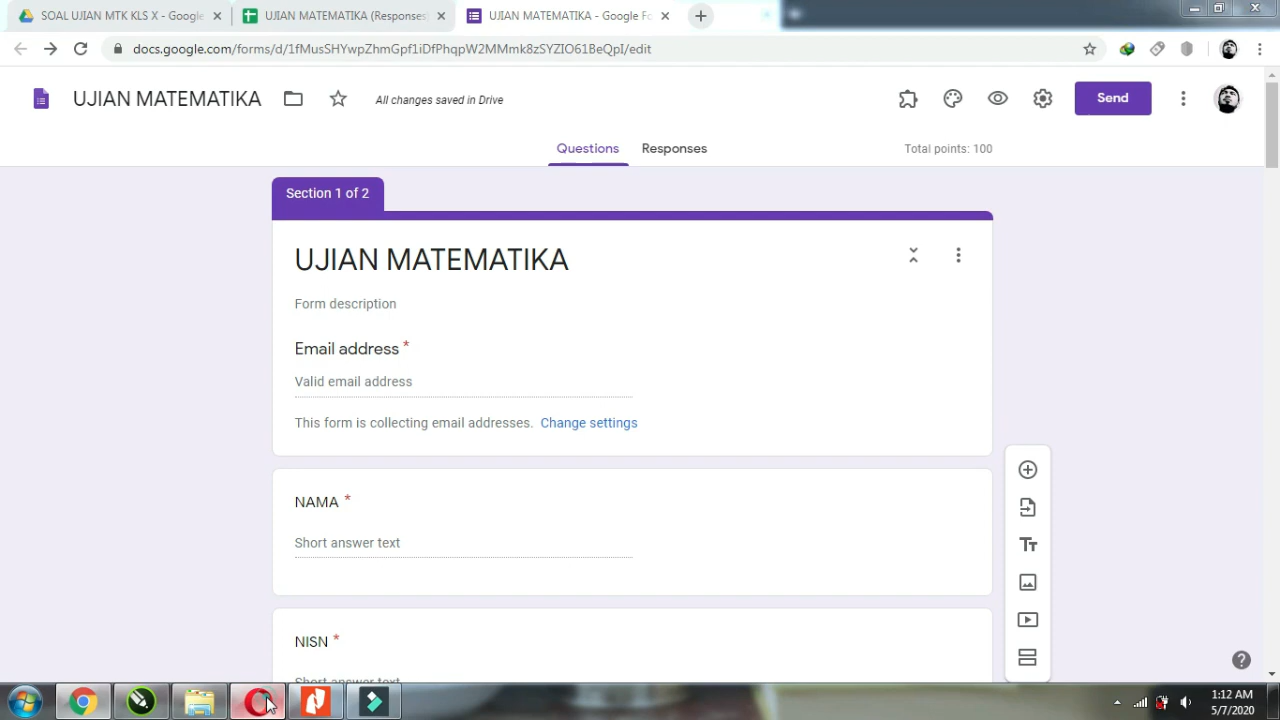 SOAL UJIAN MTK KLS X - Google
UJIAN MATEMATIKA (Responses)
UJIAN MATEMATIKA - Google Fo
docs.google.com/forms/d/1fMusSHYwpZhmGpf1iDfPhqpW2MMmk8zSYZIO61BeQpI/edit
UJIAN MATEMATIKA
All changes saved in Drive
Send
Questions
Responses
Total points: 100
Section 1 of 2
UJIAN MATEMATIKA
Form description
Email address *
Valid email address
This form is collecting email addresses. Change settings
NAMA *
Short answer text
NISN *
Short answer text
1:12 AM
5/7/2020